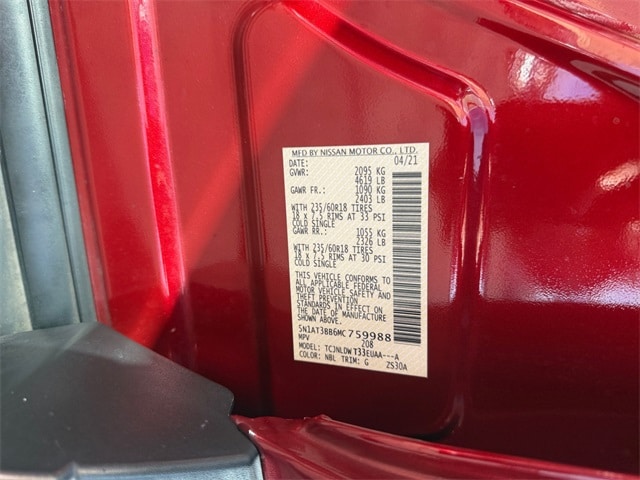 MFD BY NISSAN MOTOR CO., LTD.
DATE: 04/21
GVWR: 2095 KG
4619 LB
GAWR FR.: 1090 KG
2403 LB
WITH 235/60R18 TIRES
18 x 7.5 RIMS AT 33 PSI
COLD SINGLE
GAWR RR.: 1055 KG
2326 LB
WITH 235/60R18 TIRES
18 x 7.5 RIMS AT 30 PSI
COLD SINGLE
THIS VEHICLE CONFORMS TO
ALL APPLICABLE FEDERAL
MOTOR VEHICLE SAFETY AND
THEFT PREVENTION
STANDARDS IN EFFECT ON
THE DATE OF MANUFACTURE
SHOWN ABOVE.
5N1AT3BB6MC759988
MPV 208
MODEL: TCJNLDWT33EUAA---A
COLOR: NBL TRIM: G ZS30A